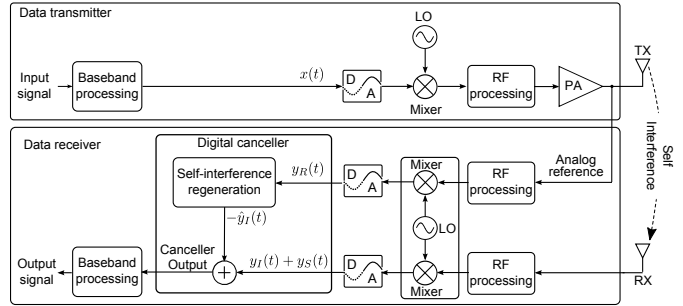 Data transmitter
LO
TX
Input
signal
Baseband
processing
x(t)
D
A
Mixer
RF
processing
PA
Self
Interference
Data receiver
Digital canceller
Self-interference
regeneration
y_R(t)
D
A
Mixer
RF
processing
Analog
reference
−ŷ_I(t)
LO
Output
signal
Baseband
processing
Canceller
Output
+
y_I(t) + y_S(t)
D
A
Mixer
RF
processing
RX